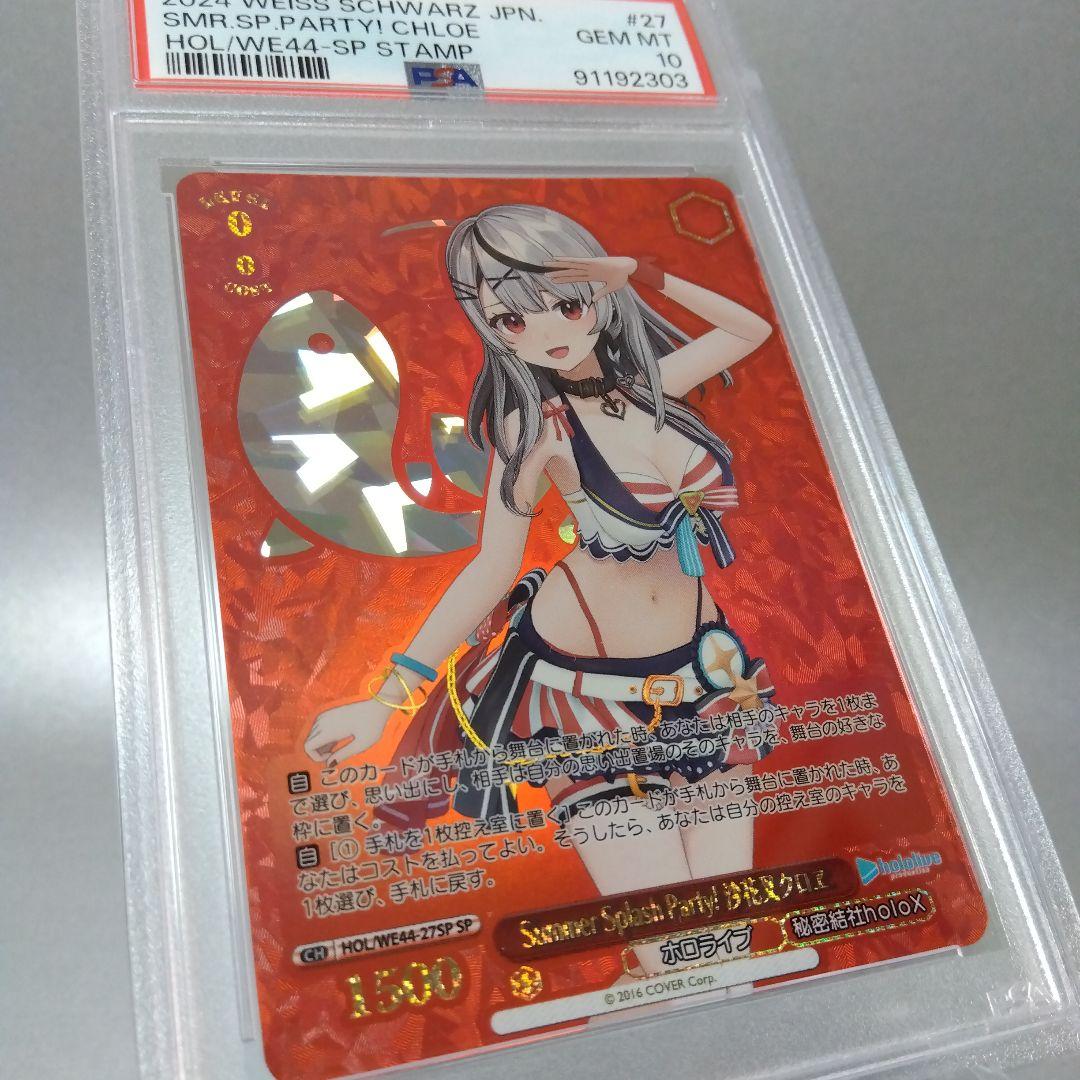 2024 WEISS SCHWARZ JPN.
#27
SMR.SP.PARTY! CHLOE
GEM MT
HOL/WE44-SP STAMP
10
PSA
91192303
LEVEL
0
0
COST
自 このカードが手札から舞台に置かれた時、あなたは相手のキャラを1枚ま
で選び、思い出にし、相手は自分の思い出置場のそのキャラを、舞台の好きな
枠に置く。
自 [① 手札を1枚控え室に置く] このカードが手札から舞台に置かれた時、あ
なたはコストを払ってよい。そうしたら、あなたは自分の控え室のキャラを
1枚選び、手札に戻す。
hololive
Summer Splash Party! 沙花叉クロヱ
CH HOL/WE44-27SP SP
ホロライブ
秘密結社holoX
1500
© 2016 COVER Corp.